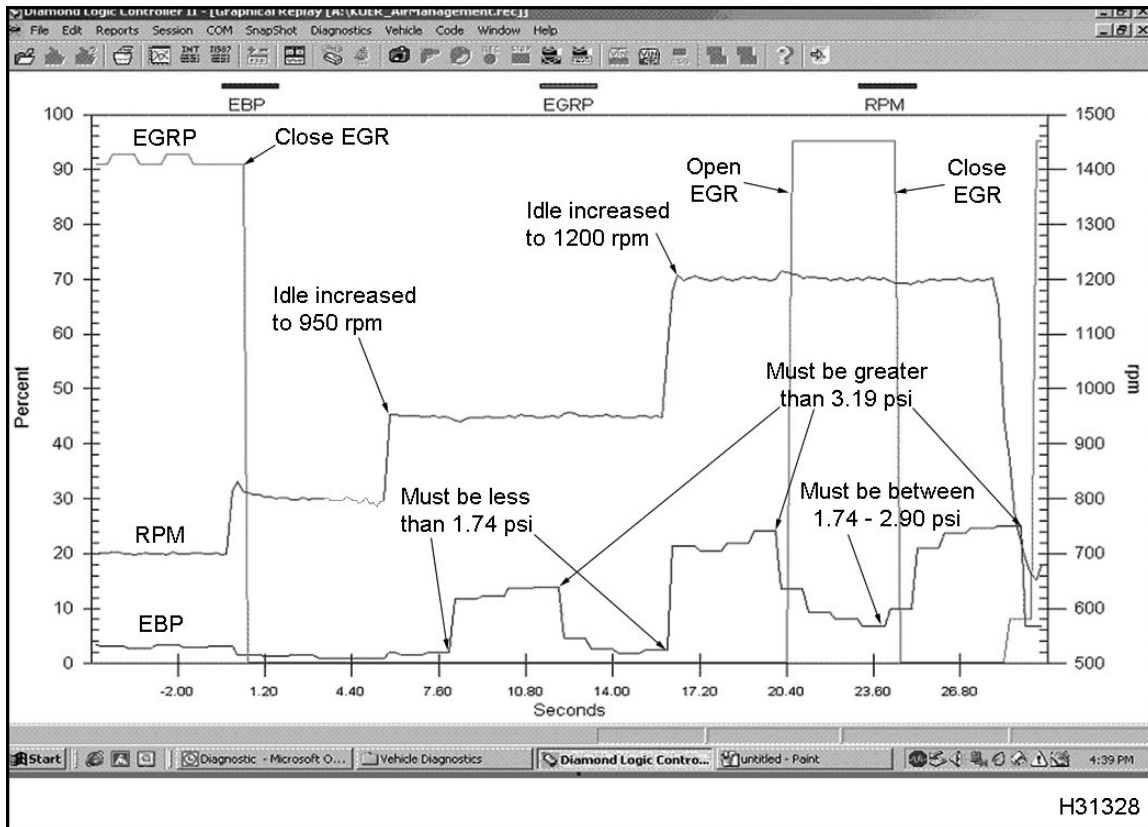 Diamond Logic Controller II - [Graphical Replay [A:\KOER_AirManagement.rec]]
File Edit Reports Session COM SnapShot Diagnostics Vehicle Code Window Help
EBP EGRP RPM
100 1500
EGRP Close EGR
90 1400
Open EGR
Close EGR
80 1300
Idle increased to 1200 rpm
70 1200
Idle increased to 950 rpm
60 1100
Percent
rpm
50 1000
Must be greater than 3.19 psi
40 900
30 800
Must be less than 1.74 psi
Must be between 1.74 - 2.90 psi
RPM
20 700
10 600
EBP
0 500
-2.00 1.20 4.40 7.60 10.80 14.00 17.20 20.40 23.60 26.80
Seconds
Start Diagnostic - Microsoft O... Vehicle Diagnostics Diamond Logic Contro... untitled - Paint 4:39 PM
H31328